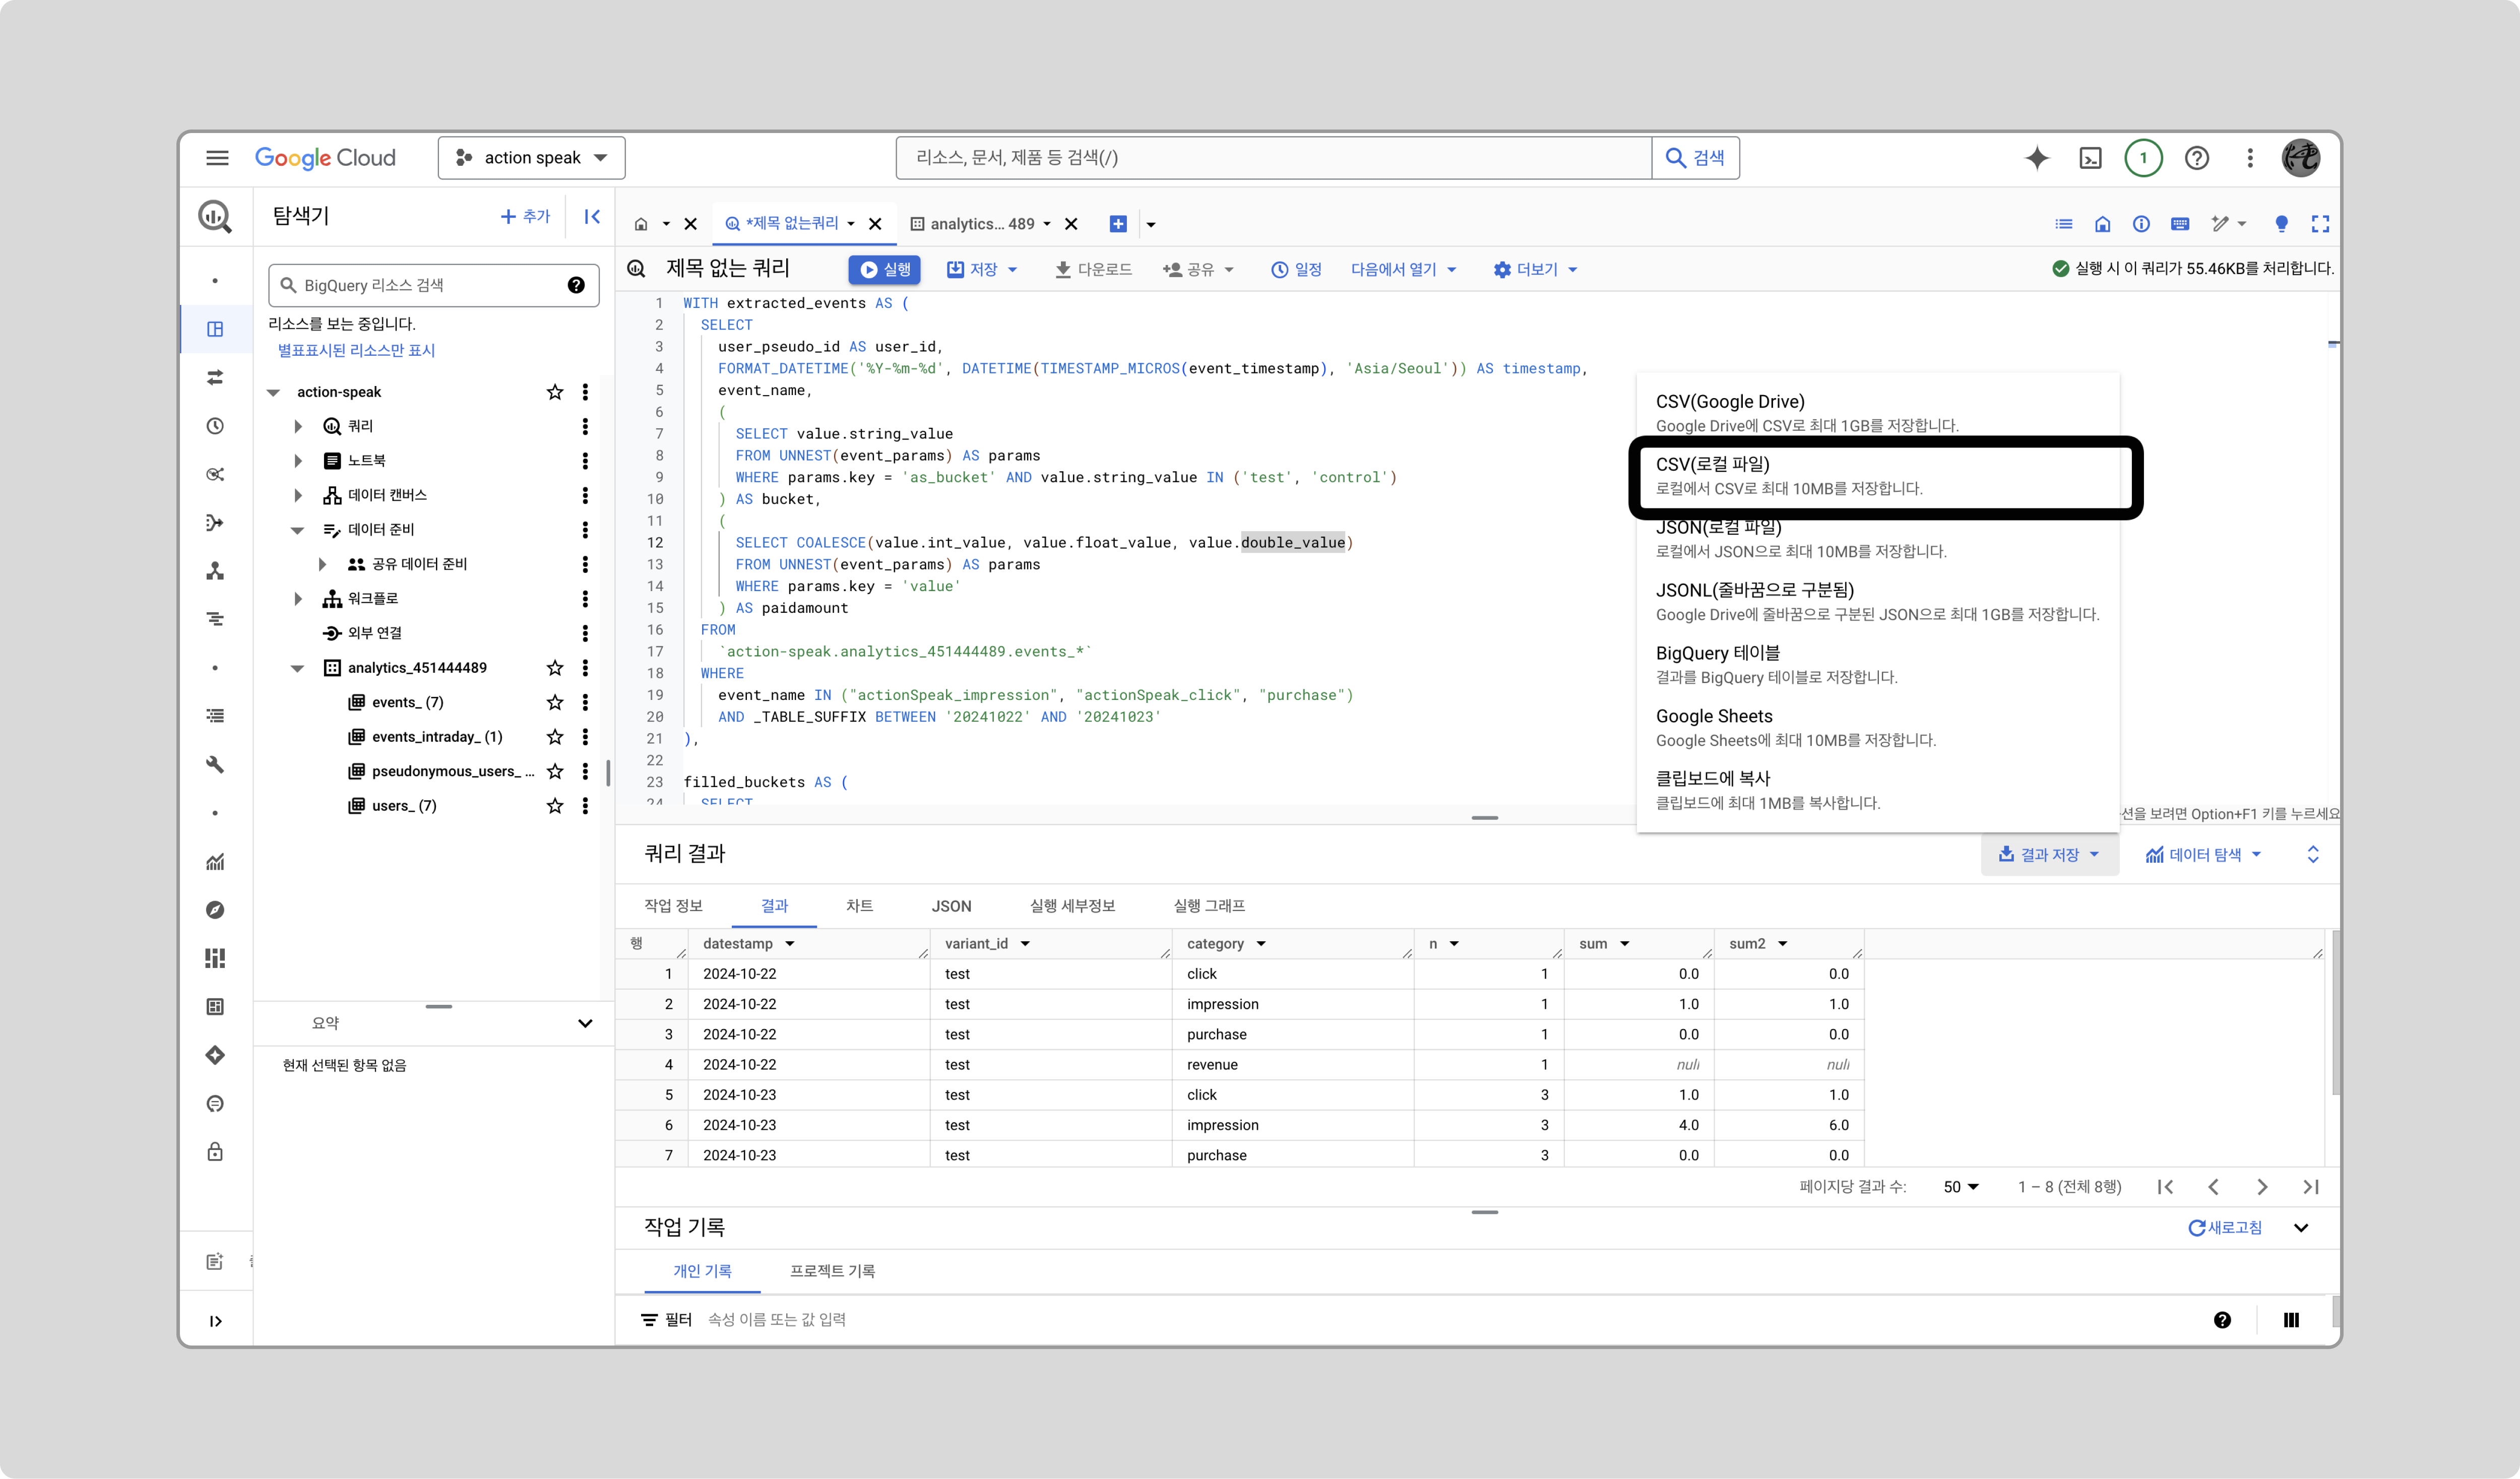 Google Cloud
action speak
리소스, 문서, 제품 등 검색(/)
검색
1
탐색기
+ 추가
BigQuery 리소스 검색
리소스를 보는 중입니다.
별표표시된 리소스만 표시
action-speak
쿼리
노트북
데이터 캔버스
데이터 준비
공유 데이터 준비
워크플로
외부 연결
analytics_451444489
events_ (7)
events_intraday_ (1)
pseudonymous_users_ ...
users_ (7)
요약
현재 선택된 항목 없음
*제목 없는쿼리
analytics... 489
제목 없는 쿼리
실행
저장
다운로드
공유
일정
다음에서 열기
더보기
실행 시 이 쿼리가 55.46KB를 처리합니다.
1 WITH extracted_events AS (
2 SELECT
3 user_pseudo_id AS user_id,
4 FORMAT_DATETIME('%Y-%m-%d', DATETIME(TIMESTAMP_MICROS(event_timestamp), 'Asia/Seoul')) AS timestamp,
5 event_name,
6 (
7 SELECT value.string_value
8 FROM UNNEST(event_params) AS params
9 WHERE params.key = 'as_bucket' AND value.string_value IN ('test', 'control')
10 ) AS bucket,
11 (
12 SELECT COALESCE(value.int_value, value.float_value, value.double_value)
13 FROM UNNEST(event_params) AS params
14 WHERE params.key = 'value'
15 ) AS paidamount
16 FROM
17 `action-speak.analytics_451444489.events_*`
18 WHERE
19 event_name IN ("actionSpeak_impression", "actionSpeak_click", "purchase")
20 AND _TABLE_SUFFIX BETWEEN '20241022' AND '20241023'
21 ),
22
23 filled_buckets AS (
24 SELECT
CSV(Google Drive)
Google Drive에 CSV로 최대 1GB를 저장합니다.
CSV(로컬 파일)
로컬에서 CSV로 최대 10MB를 저장합니다.
JSON(로컬 파일)
로컬에서 JSON으로 최대 10MB를 저장합니다.
JSONL(줄바꿈으로 구분됨)
Google Drive에 줄바꿈으로 구분된 JSON으로 최대 1GB를 저장합니다.
BigQuery 테이블
결과를 BigQuery 테이블로 저장합니다.
Google Sheets
Google Sheets에 최대 10MB를 저장합니다.
클립보드에 복사
클립보드에 최대 1MB를 복사합니다.
션을 보려면 Option+F1 키를 누르세요
쿼리 결과
결과 저장
데이터 탐색
작업 정보
결과
차트
JSON
실행 세부정보
실행 그래프
행 datestamp variant_id category n sum sum2
1 2024-10-22 test click 1 0.0 0.0
2 2024-10-22 test impression 1 1.0 1.0
3 2024-10-22 test purchase 1 0.0 0.0
4 2024-10-22 test revenue 1 null null
5 2024-10-23 test click 3 1.0 1.0
6 2024-10-23 test impression 3 4.0 6.0
7 2024-10-23 test purchase 3 0.0 0.0
페이지당 결과 수: 50 1 – 8 (전체 8행)
작업 기록
새로고침
개인 기록
프로젝트 기록
필터 속성 이름 또는 값 입력